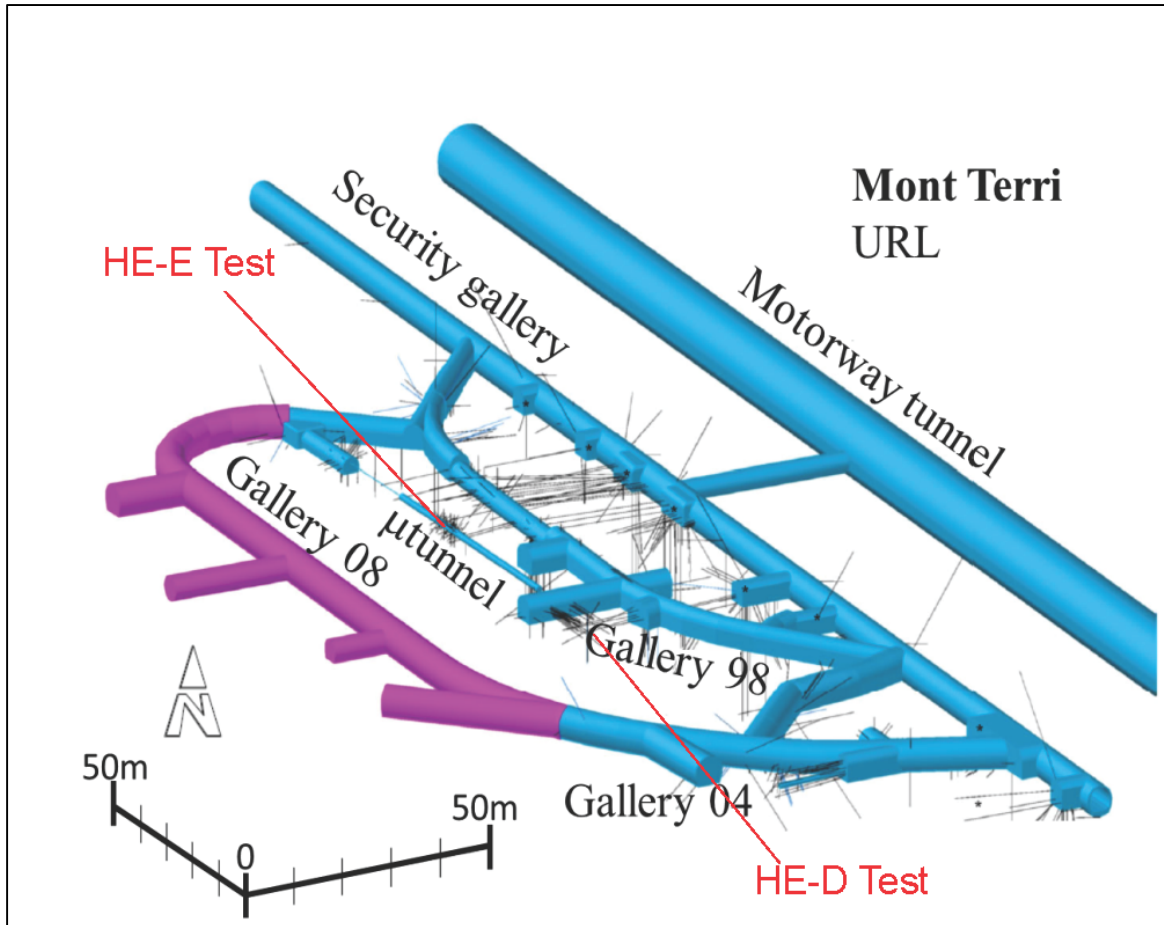 Mont Terri
URL
Security gallery
HE-E Test
Motorway tunnel
Gallery 08
μtunnel
Gallery 98
N
50m
50m
Gallery 04
0
HE-D Test